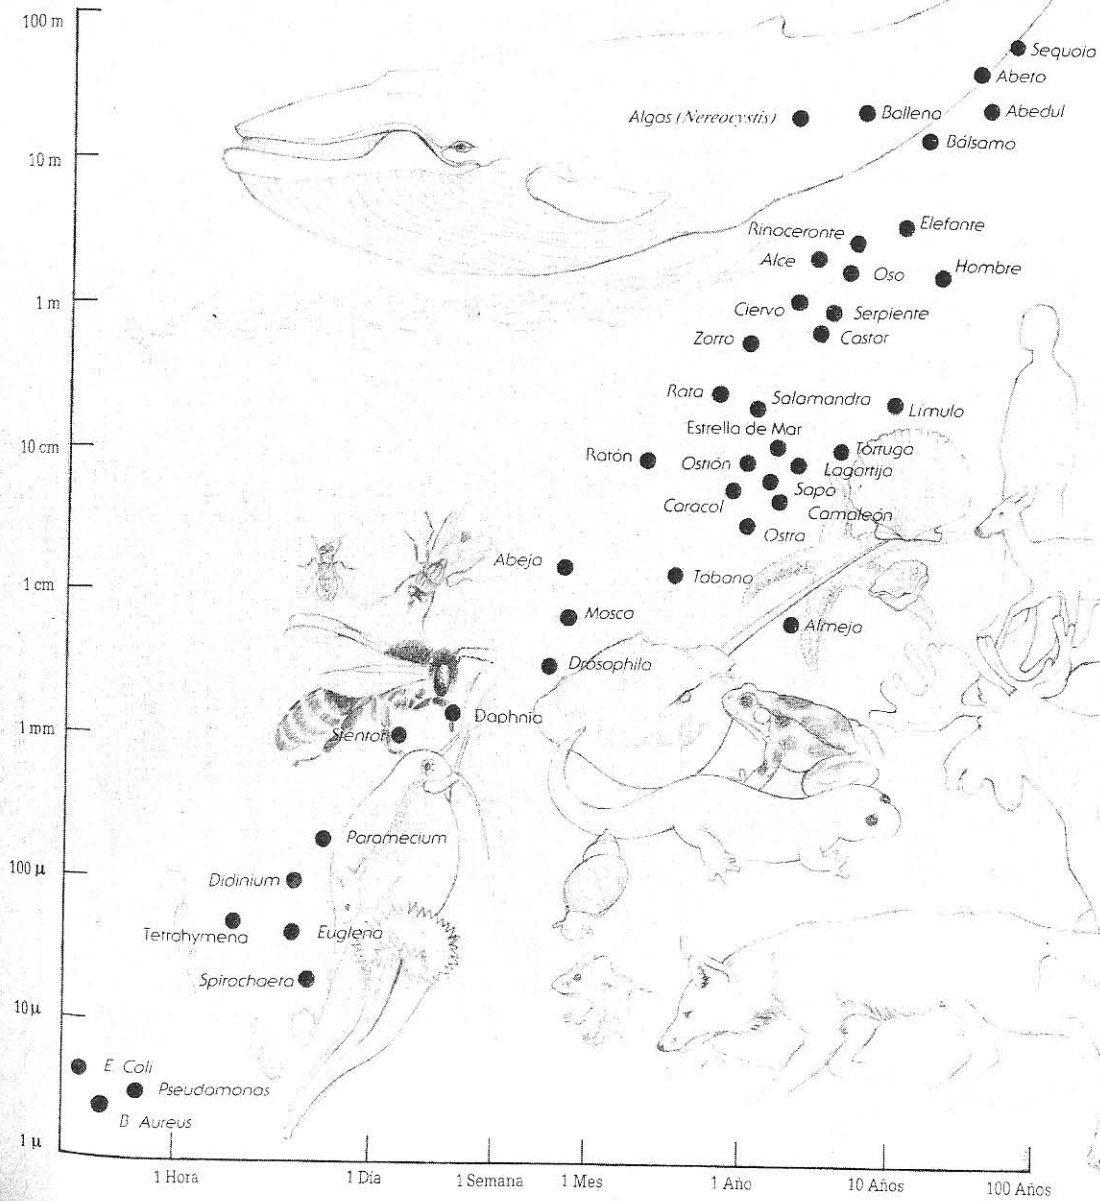 100 m
Sequoia
Abeto
Algas (Nereocystis)
Ballena
Abedul
Bálsamo
10 m
Elefante
Rinoceronte
Alce
Oso
Hombre
1 m
Ciervo
Serpiente
Zorro
Castor
Rata
Salamandra
Límulo
Estrella de Mar
10 cm
Ratón
Ostión
Tortuga
Lagartija
Sapo
Caracol
Camaleón
Ostra
Abeja
Tábano
1 cm
Mosca
Almeja
Drosophila
Daphnia
1 mm
Stentor
Paramecium
100 µ
Didinium
Tetrahymena
Euglena
Spirochaeta
10 µ
E. Coli
Pseudomonas
B Aureus
1 µ
1 Hora
1 Día
1 Semana
1 Mes
1 Año
10 Años
100 Años